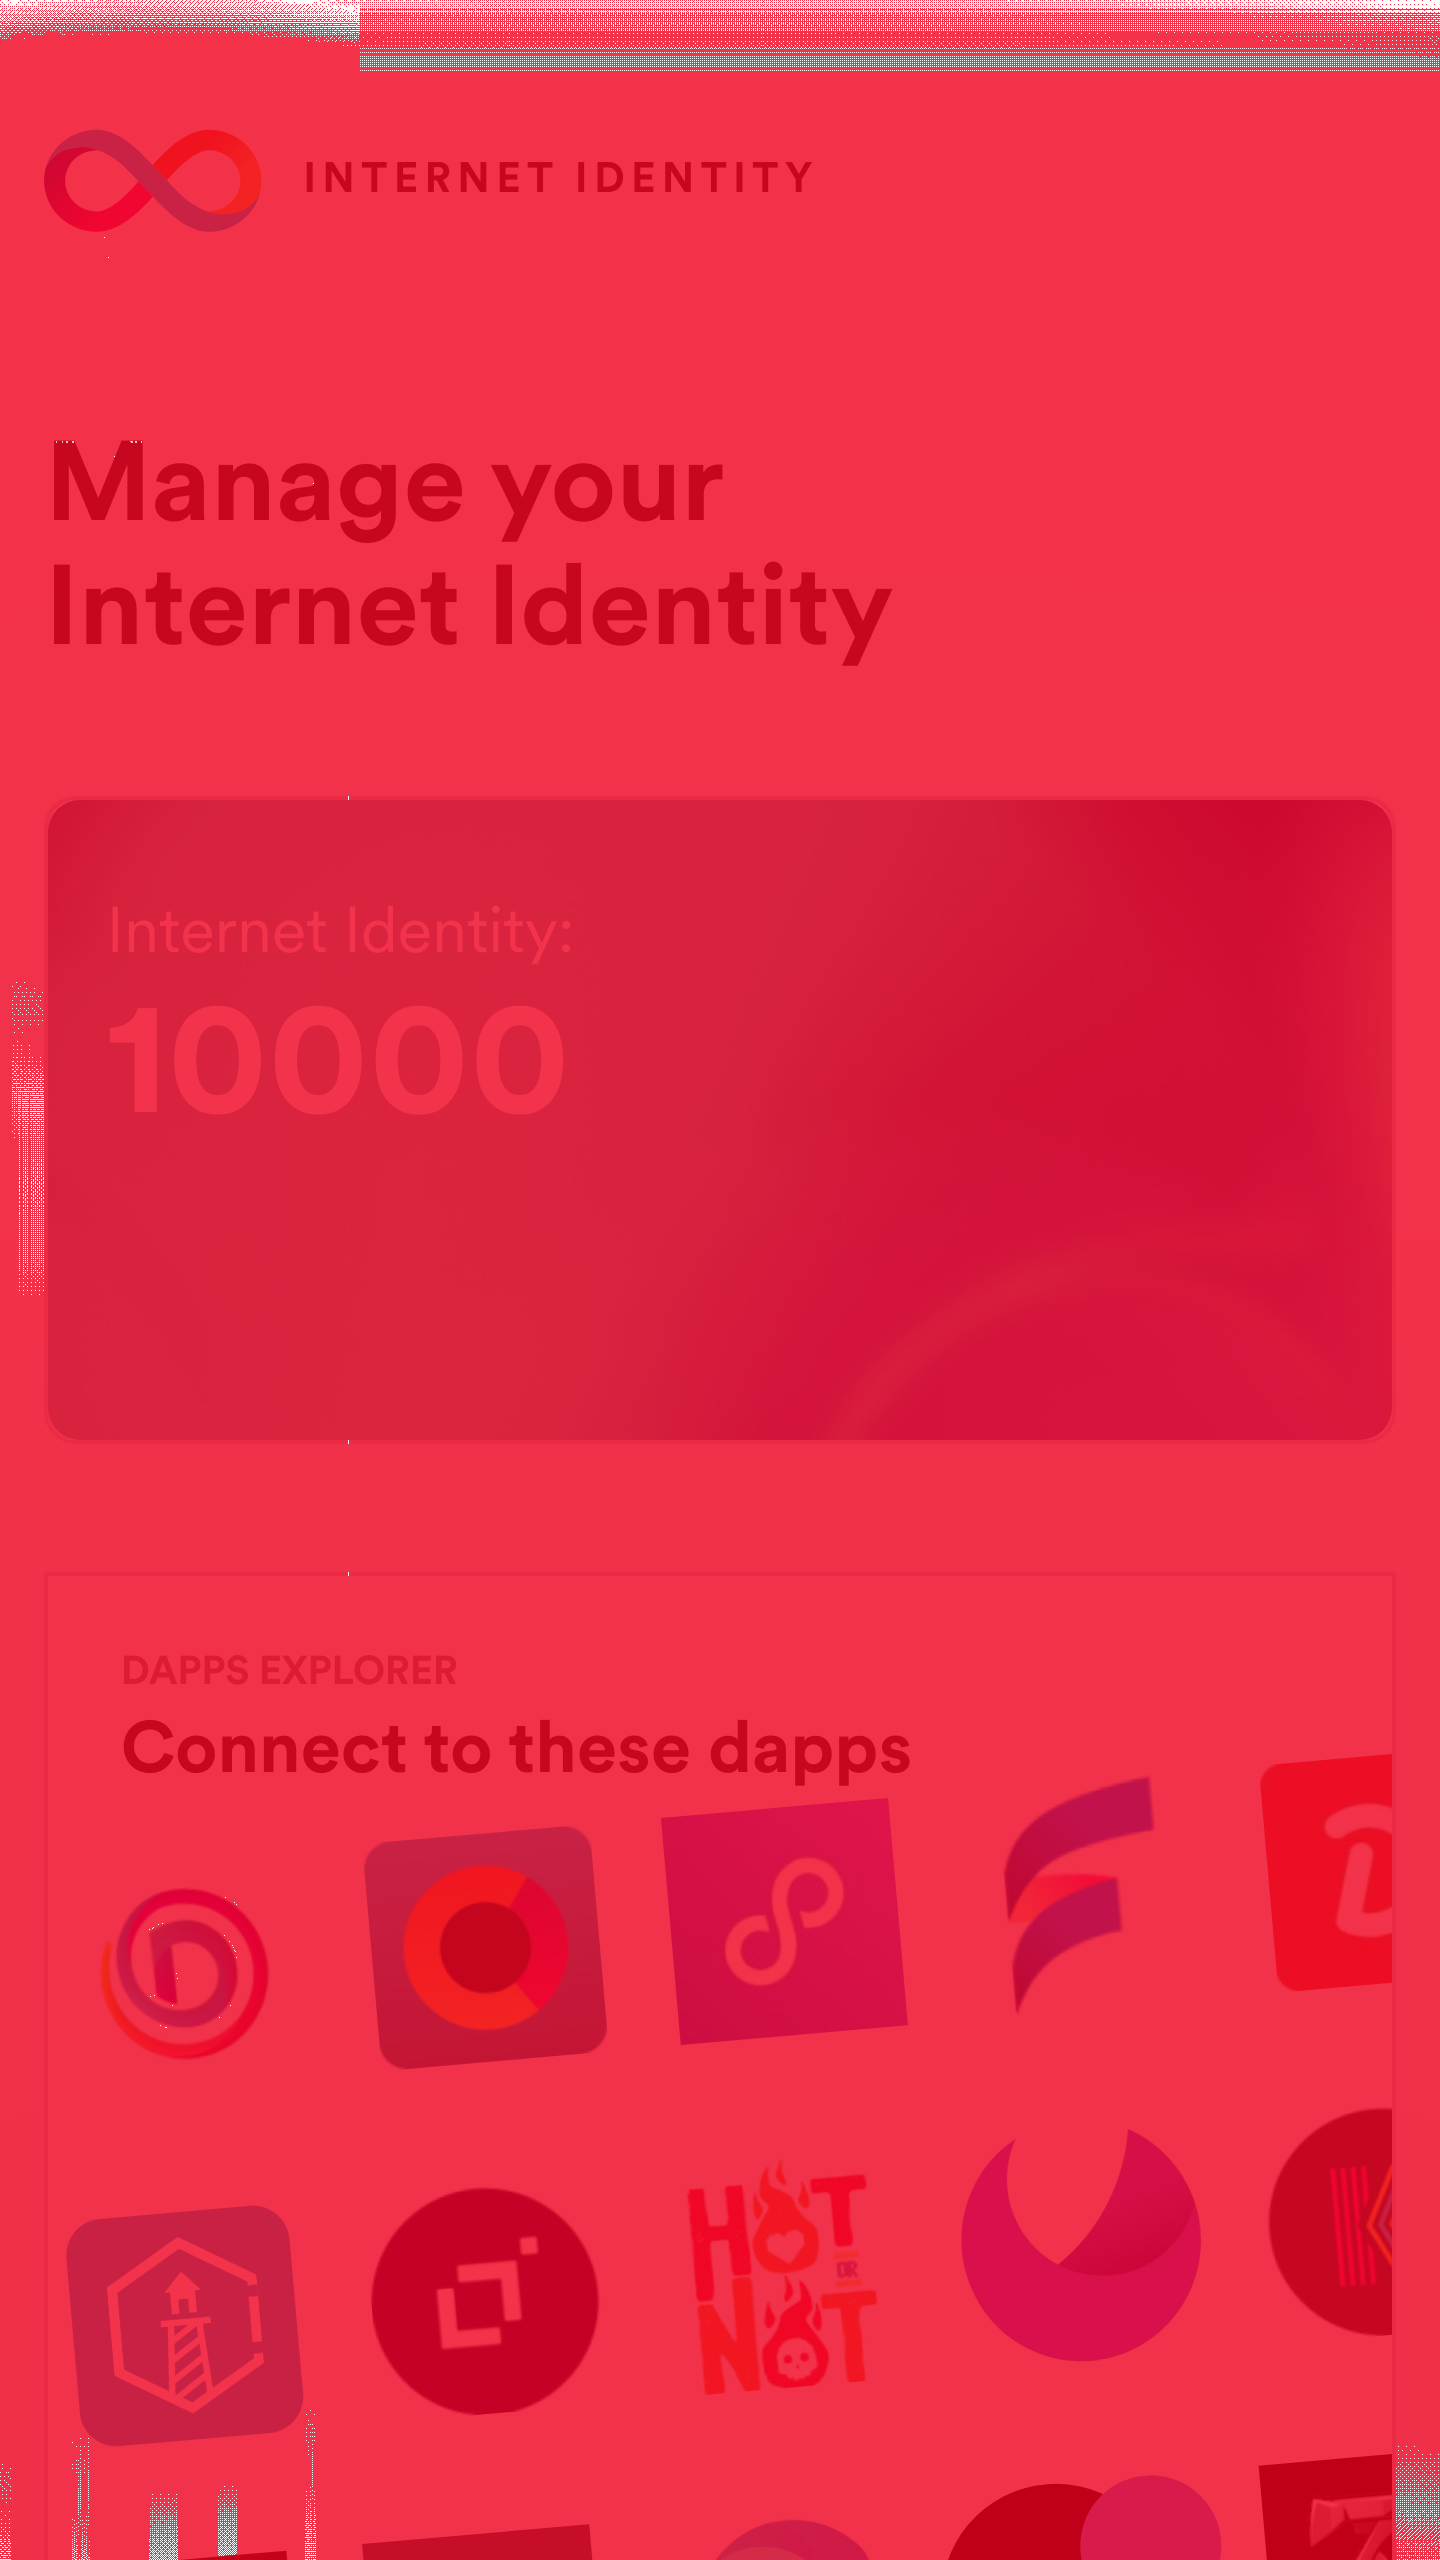 INTERNET IDENTITY
Manage your
Internet Identity
Internet Identity:
10000
DAPPS EXPLORER
Connect to these dapps
HOT
OR
NOT